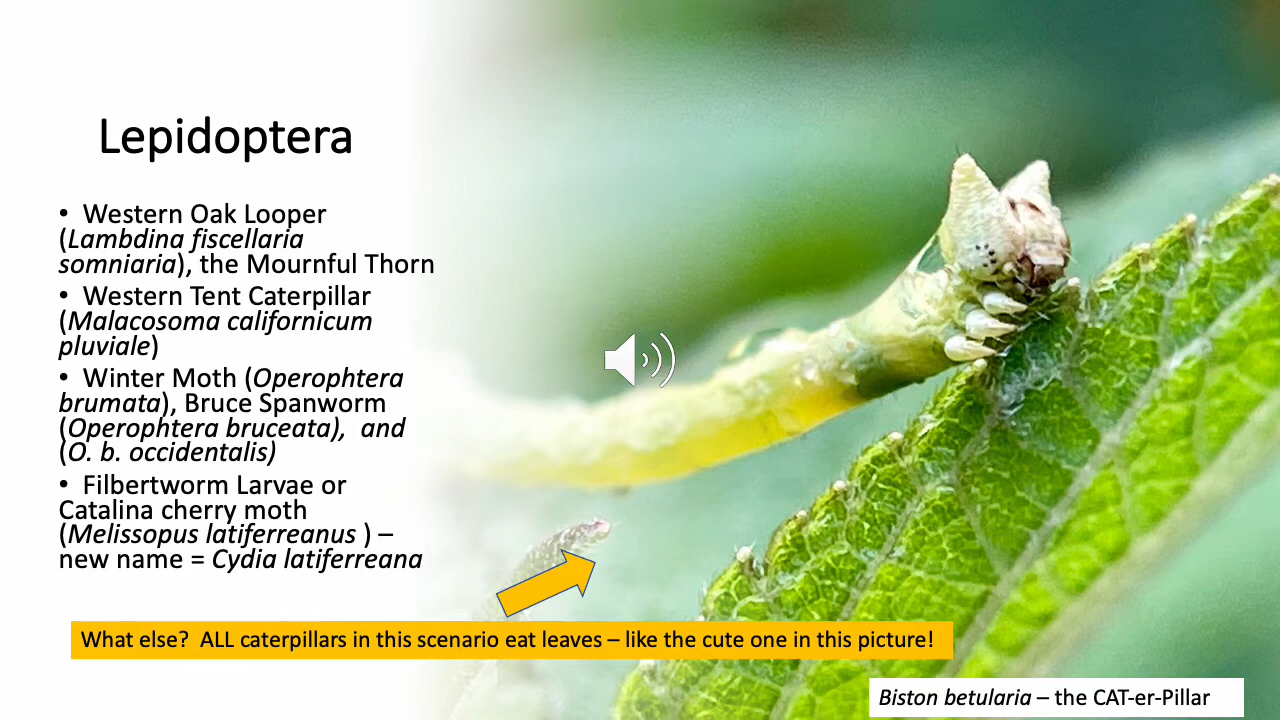 Lepidoptera
• Western Oak Looper
(Lambdina fiscellaria
somniaria), the Mournful Thorn
• Western Tent Caterpillar
(Malacosoma californicum
pluviale)
• Winter Moth (Operophtera
brumata), Bruce Spanworm
(Operophtera bruceata), and
(O. b. occidentalis)
• Filbertworm Larvae or
Catalina cherry moth
(Melissopus latiferreanus ) –
new name = Cydia latiferreana
What else? ALL caterpillars in this scenario eat leaves – like the cute one in this picture!
Biston betularia – the CAT-er-Pillar